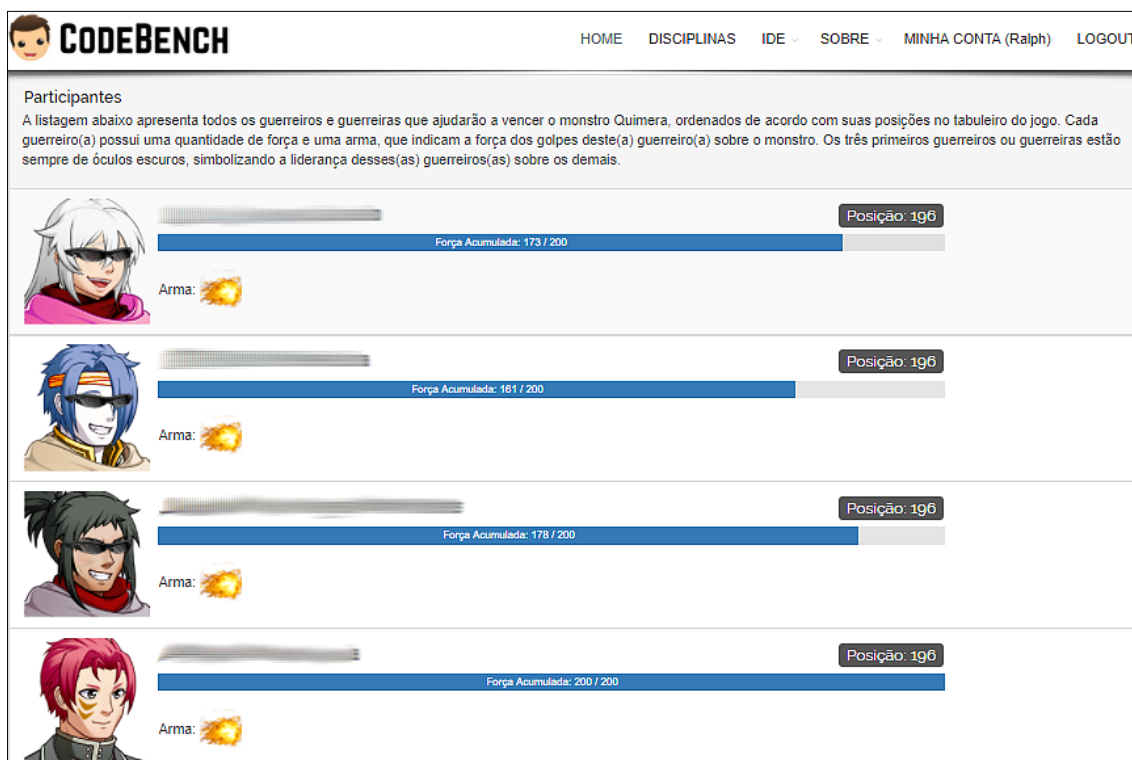 CODEBENCH
HOME DISCIPLINAS IDE SOBRE MINHA CONTA (Ralph) LOGOUT
Participantes
A listagem abaixo apresenta todos os guerreiros e guerreiras que ajudarão a vencer o monstro Quimera, ordenados de acordo com suas posições no tabuleiro do jogo. Cada
guerreiro(a) possui uma quantidade de força e uma arma, que indicam a força dos golpes deste(a) guerreiro(a) sobre o monstro. Os três primeiros guerreiros ou guerreiras estão
sempre de óculos escuros, simbolizando a liderança desses(as) guerreiros(as) sobre os demais.
Posição: 196
Força Acumulada: 173 / 200
Arma:
Posição: 196
Força Acumulada: 161 / 200
Arma:
Posição: 196
Força Acumulada: 178 / 200
Arma:
Posição: 196
Força Acumulada: 200 / 200
Arma: